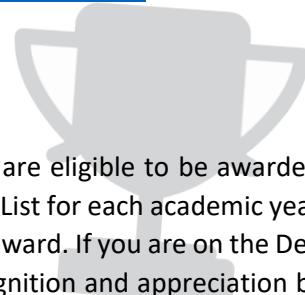 are eligible to be awarde
List for each academic yea
ward. If you are on the De
nition and appreciation b